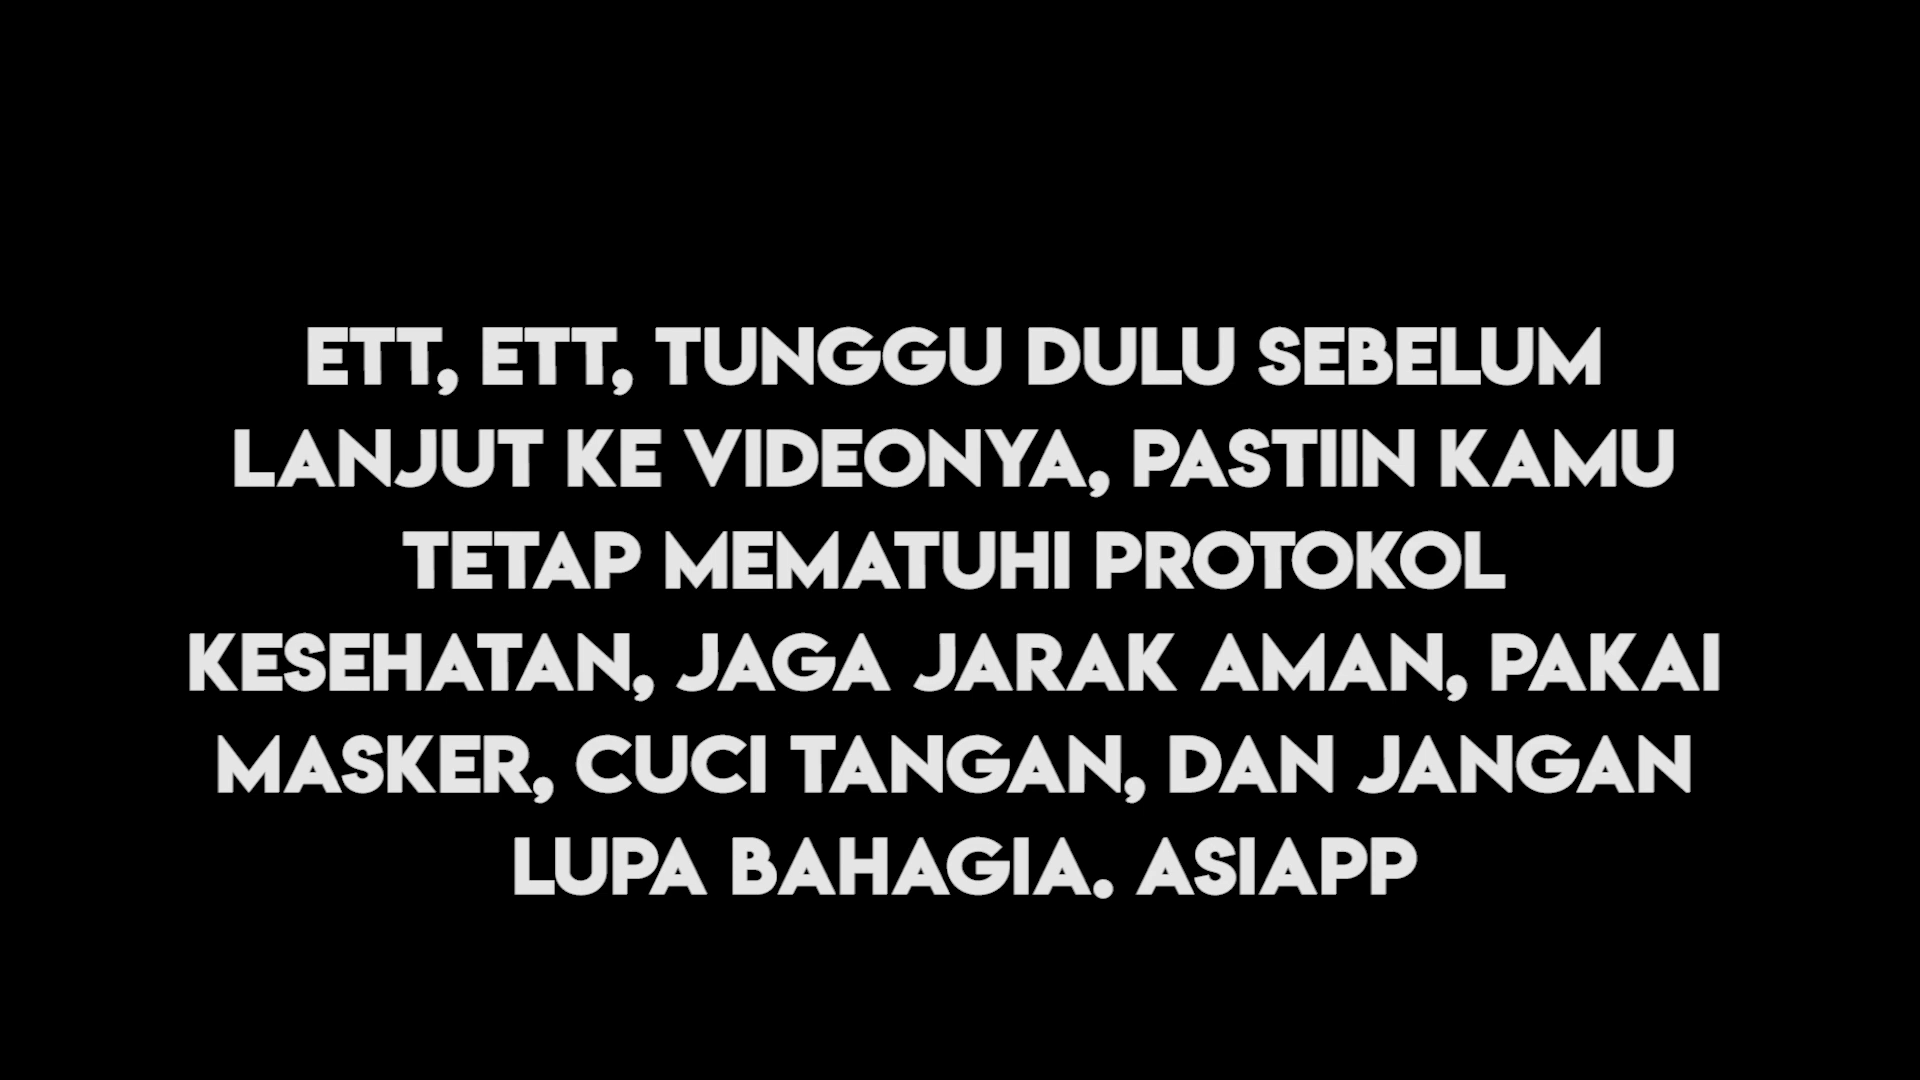 ETT, ETT, TUNGGU DULU SEBELUM
LANJUT KE VIDEONYA, PASTIIN KAMU
TETAP MEMATUHI PROTOKOL
KESEHATAN, JAGA JARAK AMAN, PAKAI
MASKER, CUCI TANGAN, DAN JANGAN
LUPA BAHAGIA. ASIAPP